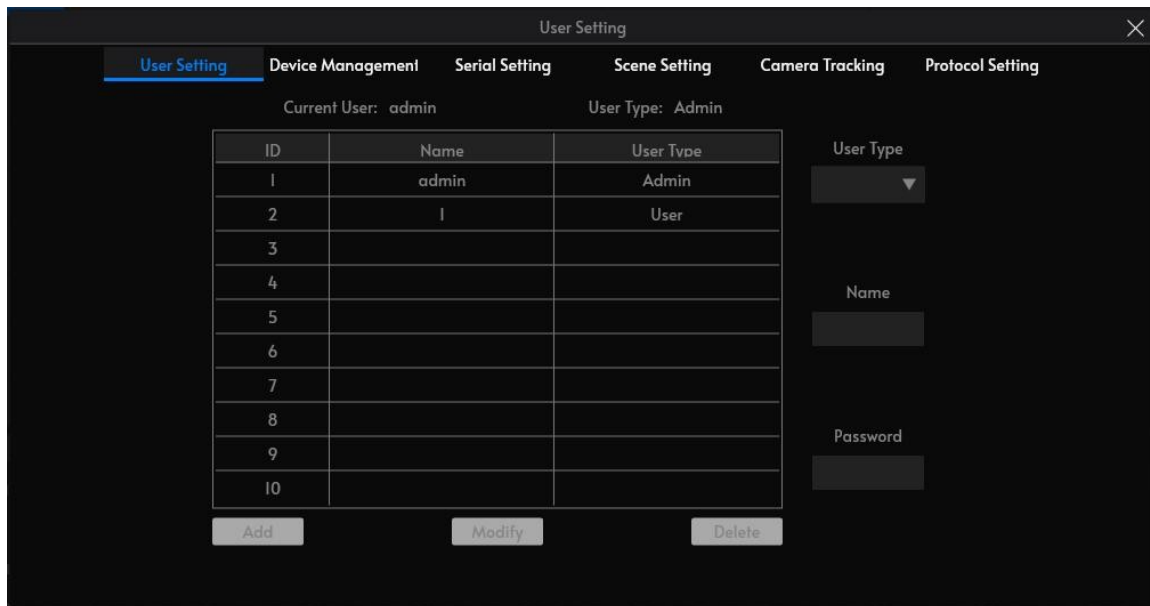 User Setting
User Setting Device Management Serial Setting Scene Setting Camera Tracking Protocol Setting
Current User: admin User Type: Admin
ID Name User Type User Type
1 admin Admin
2 1 User
3
4 Name
5
6
7
8 Password
9
10
Add Modify Delete